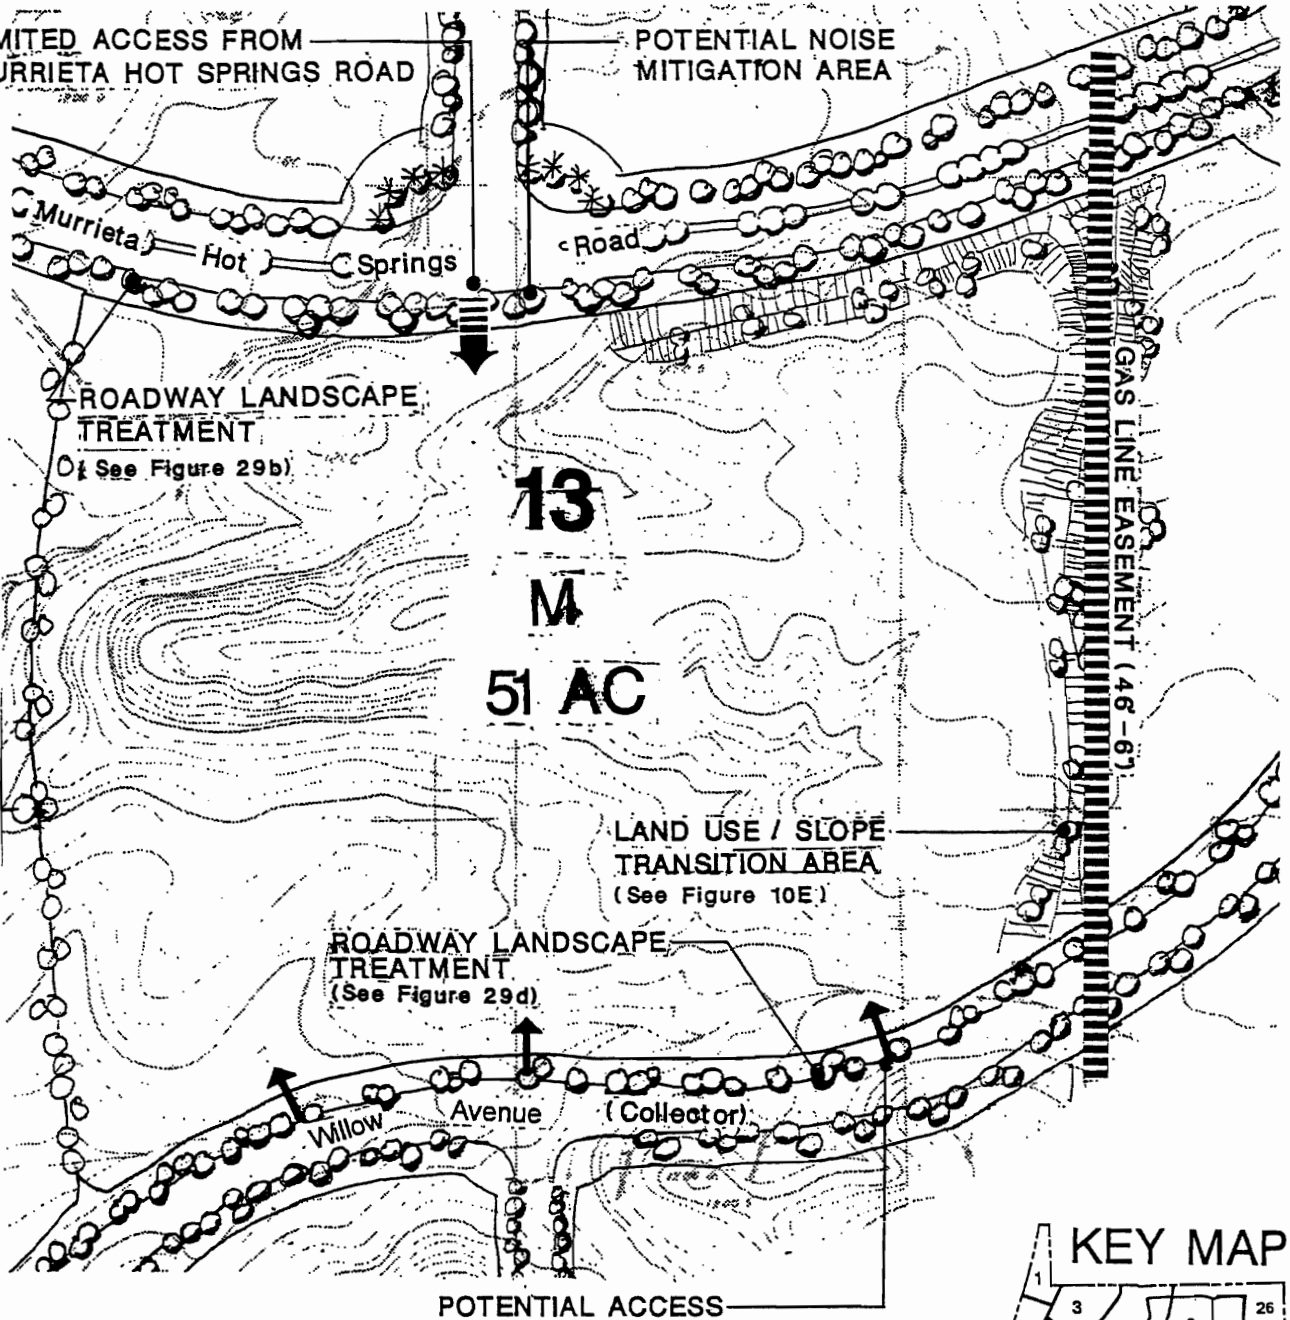 MITED ACCESS FROM
URRIETA HOT SPRINGS ROAD
POTENTIAL NOISE
MITIGATION AREA
Murrieta Hot Springs Road
ROADWAY LANDSCAPE
TREATMENT
See Figure 29b)
13
M
51 AC
GAS LINE EASEMENT (46'-6")
LAND USE / SLOPE
TRANSITION AREA
(See Figure 10E)
ROADWAY LANDSCAPE
TREATMENT
(See Figure 29d)
Willow Avenue (Collector)
POTENTIAL ACCESS
KEY MAP
1
3
26